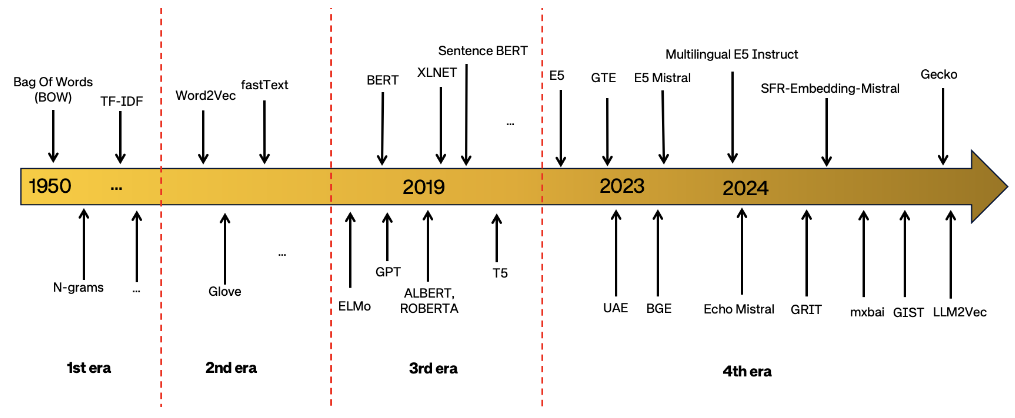 Bag Of Words
(BOW)
TF-IDF
Word2Vec
fastText
BERT
XLNET
Sentence BERT
...
E5
GTE
E5 Mistral
Multilingual E5 Instruct
SFR-Embedding-Mistral
Gecko
1950
...
2019
2023
2024
N-grams
...
Glove
...
ELMo
GPT
ALBERT,
ROBERTA
T5
UAE
BGE
Echo Mistral
GRIT
mxbai
GIST
LLM2Vec
1st era
2nd era
3rd era
4th era